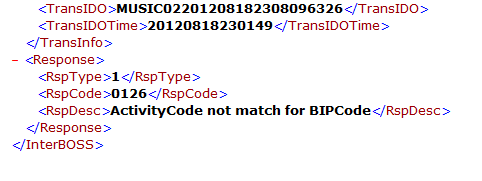 <TransIDO>MUSIC02201208182308096326</TransIDO>
<TransIDOTime>20120818230149</TransIDOTime>
</TransInfo>
- <Response>
<RspType>1</RspType>
<RspCode>0126</RspCode>
<RspDesc>ActivityCode not match for BIPCode</RspDesc>
</Response>
</InterBOSS>